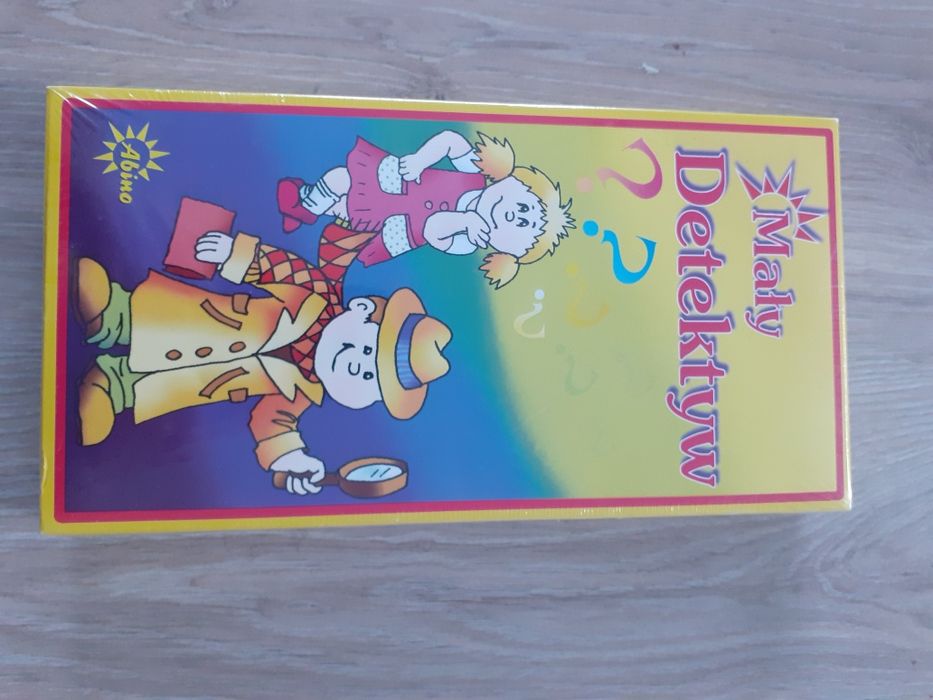 Mały
Detektyw
? ? ? ? ?
Abino